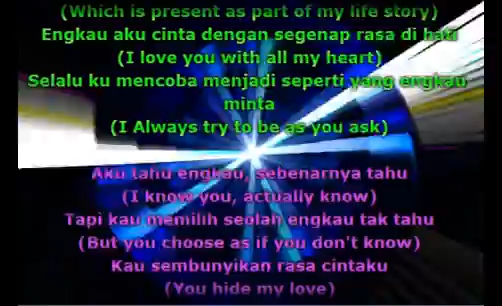 (Which is present as part of my life story)
Engkau aku cinta dengan segenap rasa di hati
(I love you with all my heart)
Selalu ku mencoba menjadi seperti yang engkau
minta
(I Always try to be as you ask)
Aku tahu engkau, sebenarnya tahu
(I know you, actually know)
Tapi kau memilih seolah engkau tak tahu
(But you choose as if you don't know)
Kau sembunyikan rasa cintaku
(You hide my love)